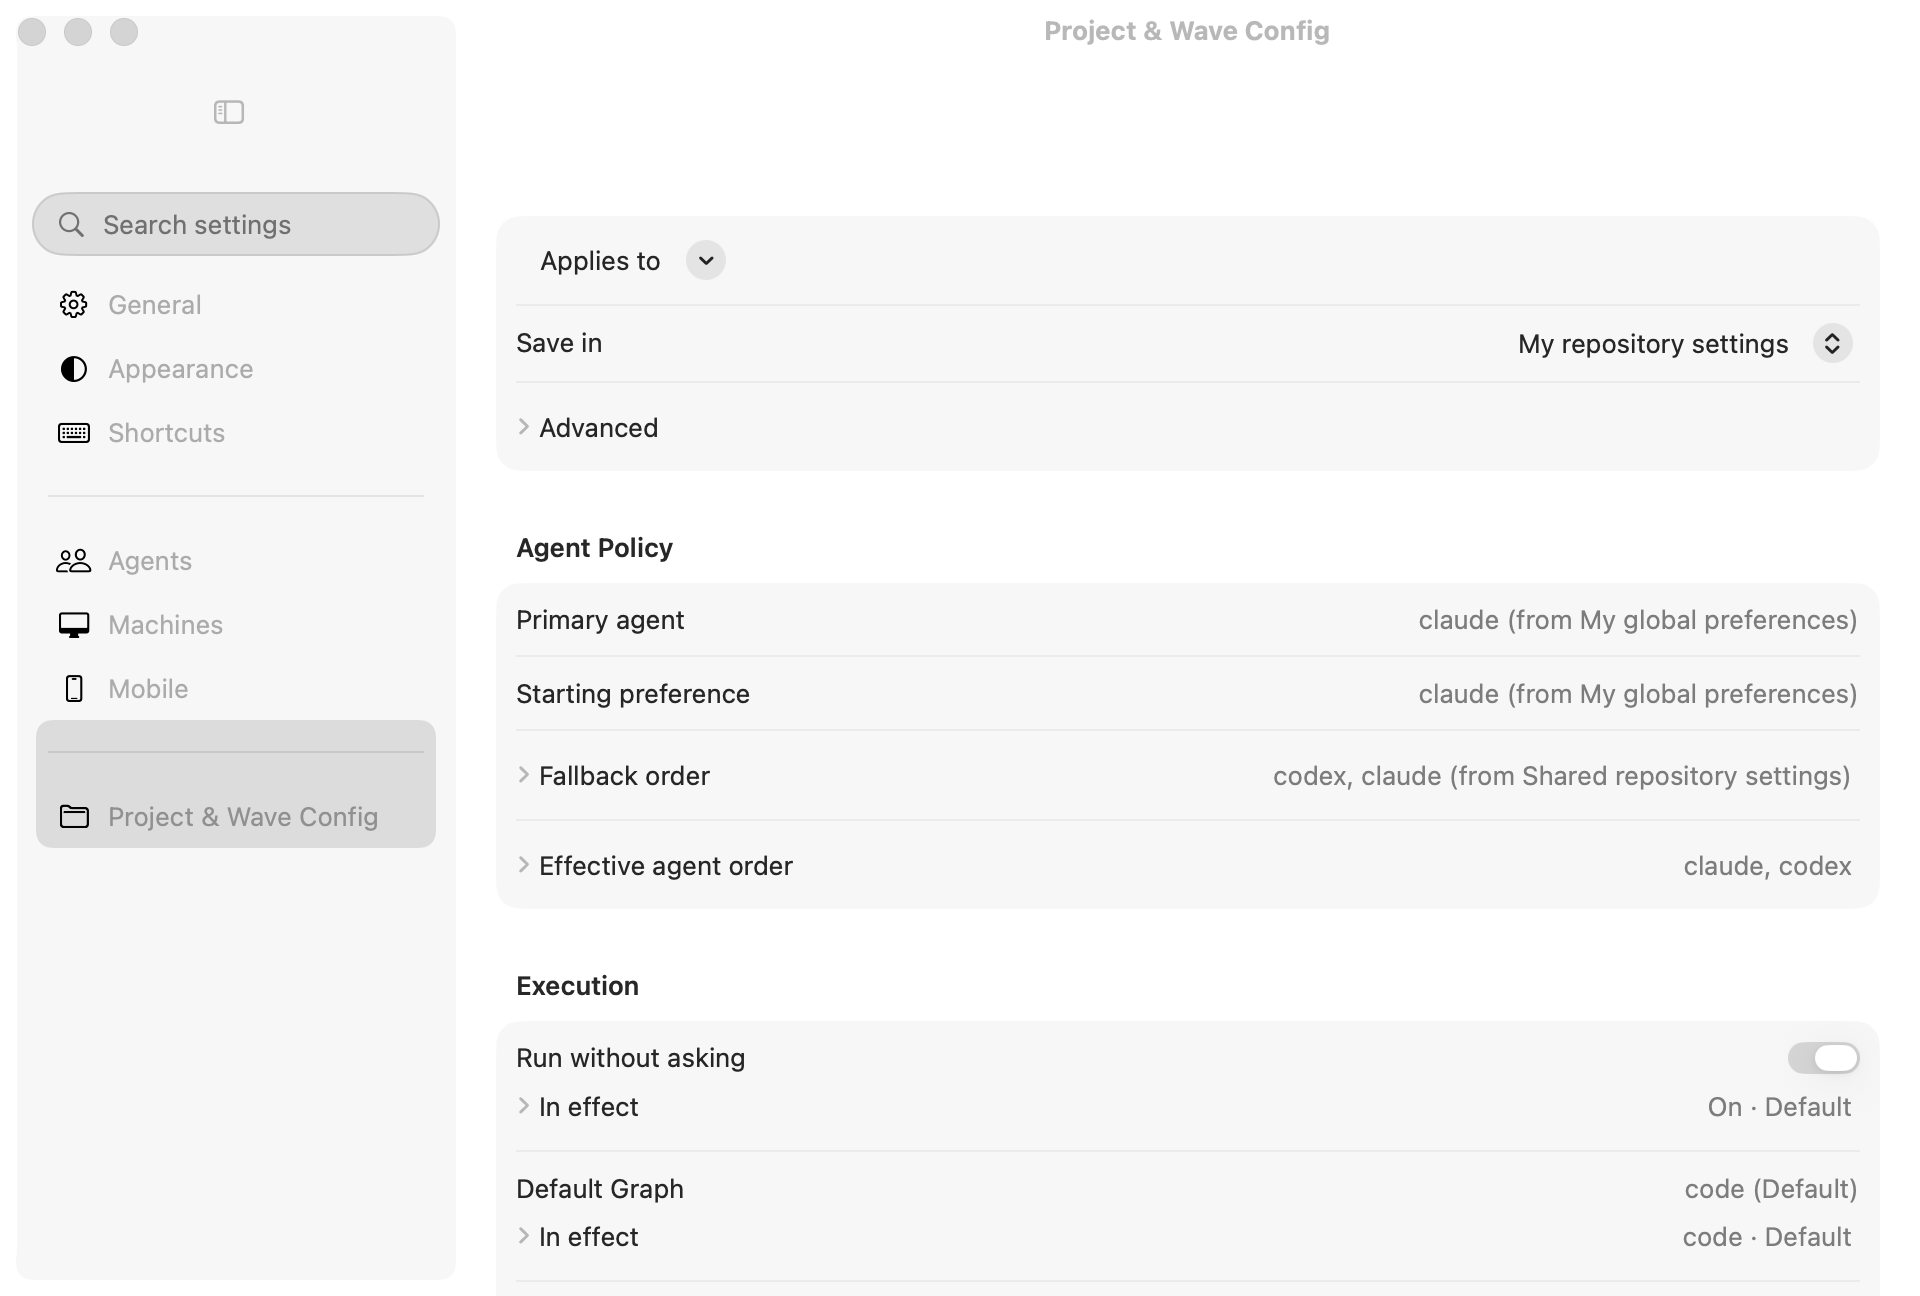 Project & Wave Config
Search settings
General
Appearance
Shortcuts
Agents
Machines
Mobile
Project & Wave Config
Applies to
Save in My repository settings
Advanced
Agent Policy
Primary agent claude (from My global preferences)
Starting preference claude (from My global preferences)
Fallback order codex, claude (from Shared repository settings)
Effective agent order claude, codex
Execution
Run without asking
In effect On · Default
Default Graph code (Default)
In effect code · Default